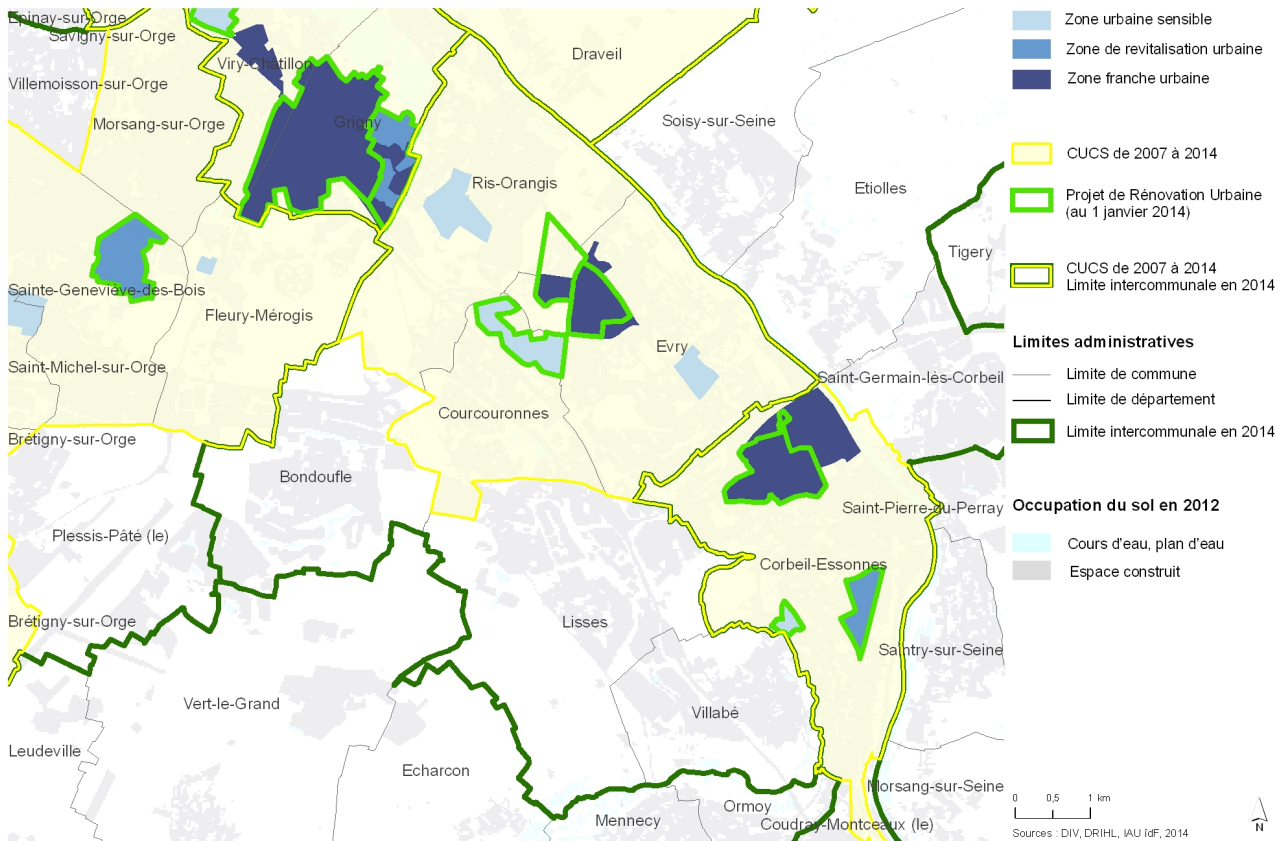 Epinay-sur-Orge
Savigny-sur-Orge
Draveil
Viry-Châtillon
Villemoisson-sur-Orge
Morsang-sur-Orge
Grigny
Soisy-sur-Seine
Ris-Orangis
Etiolles
Tigery
Sainte-Geneviève-des-Bois
Fleury-Mérogis
Evry
Saint-Michel-sur-Orge
Saint-Germain-lès-Corbeil
Courcouronnes
Brétigny-sur-Orge
Bondoufle
Saint-Pierre-du-Perray
Plessis-Pâté (le)
Corbeil-Essonnes
Brétigny-sur-Orge
Lisses
Saintry-sur-Seine
Vert-le-Grand
Villabé
Leudeville
Echarcon
Morsang-sur-Seine
Ormoy
Mennecy
Coudray-Montceaux (le)
Zone urbaine sensible
Zone de revitalisation urbaine
Zone franche urbaine
CUCS de 2007 à 2014
Projet de Rénovation Urbaine
(au 1 janvier 2014)
CUCS de 2007 à 2014
Limite intercommunale en 2014
Limites administratives
Limite de commune
Limite de département
Limite intercommunale en 2014
Occupation du sol en 2012
Cours d'eau, plan d'eau
Espace construit
0 0,5 1 km
Sources : DIV, DRIHL, IAU îdF, 2014
N